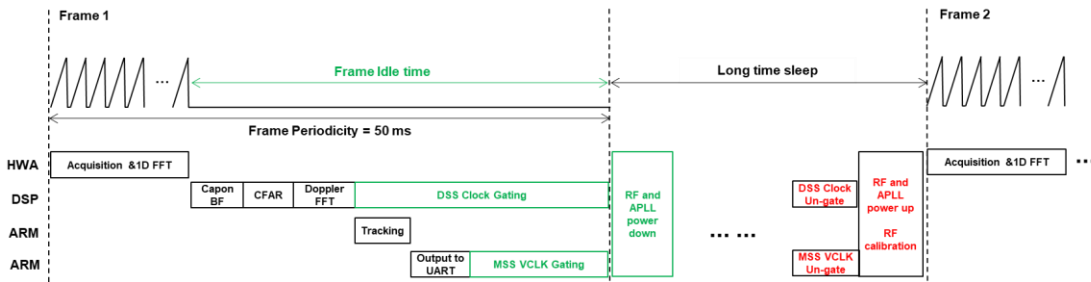 Frame 1
Frame 2
...
...
Frame Idle time
Long time sleep
Frame Periodicity = 50 ms
HWA
Acquisition &1D FFT
Acquisition &1D FFT
...
DSP
Capon
BF
CFAR
Doppler
FFT
DSS Clock Gating
RF and
APLL
power
down
DSS Clock
Un-gate
RF and
APLL
power up
RF
calibration
ARM
Tracking
... ...
ARM
Output to
UART
MSS VCLK Gating
MSS VCLK
Un-gate